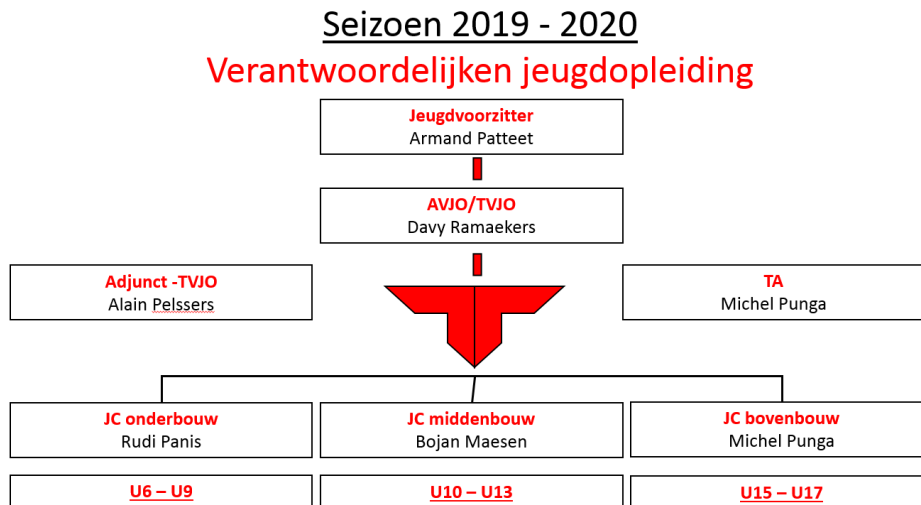 Seizoen 2019 - 2020
Verantwoordelijken jeugdopleiding
Jeugdvoorzitter
Armand Patteet
AVJO/TVJO
Davy Ramaekers
Adjunct -TVJO
Alain Pelssers
TA
Michel Punga
JC onderbouw
Rudi Panis
JC middenbouw
Bojan Maesen
JC bovenbouw
Michel Punga
U6 – U9
U10 – U13
U15 – U17